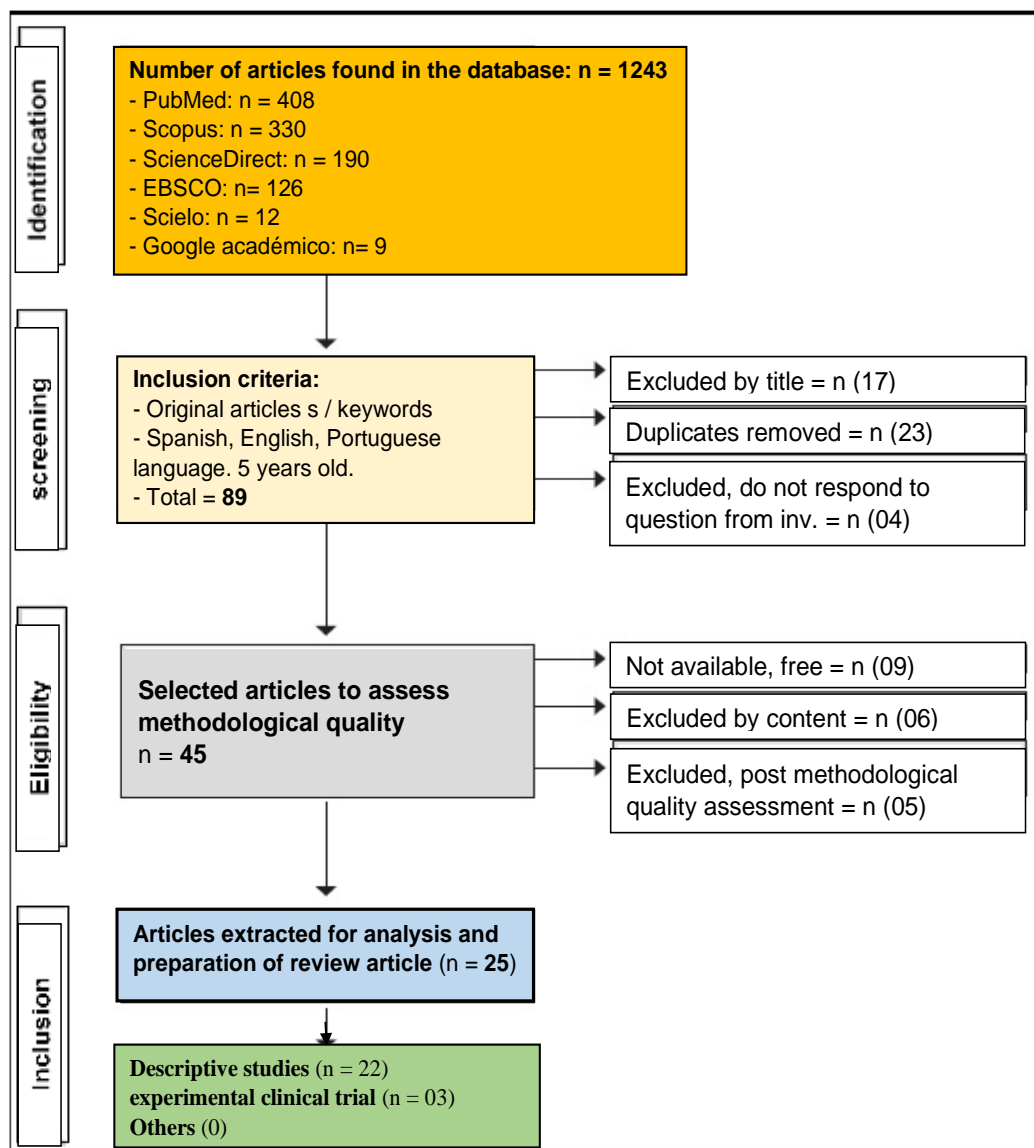 Identification
Number of articles found in the database: n = 1243
- PubMed: n = 408
- Scopus: n = 330
- ScienceDirect: n = 190
- EBSCO: n= 126
- Scielo: n = 12
- Google académico: n= 9
screening
Inclusion criteria:
- Original articles s / keywords
- Spanish, English, Portuguese
language. 5 years old.
- Total = 89
Excluded by title = n (17)
Duplicates removed = n (23)
Excluded, do not respond to
question from inv. = n (04)
Eligibility
Selected articles to assess
methodological quality
n = 45
Not available, free = n (09)
Excluded by content = n (06)
Excluded, post methodological
quality assessment = n (05)
Inclusion
Articles extracted for analysis and
preparation of review article (n = 25)
Descriptive studies (n = 22)
experimental clinical trial (n = 03)
Others (0)